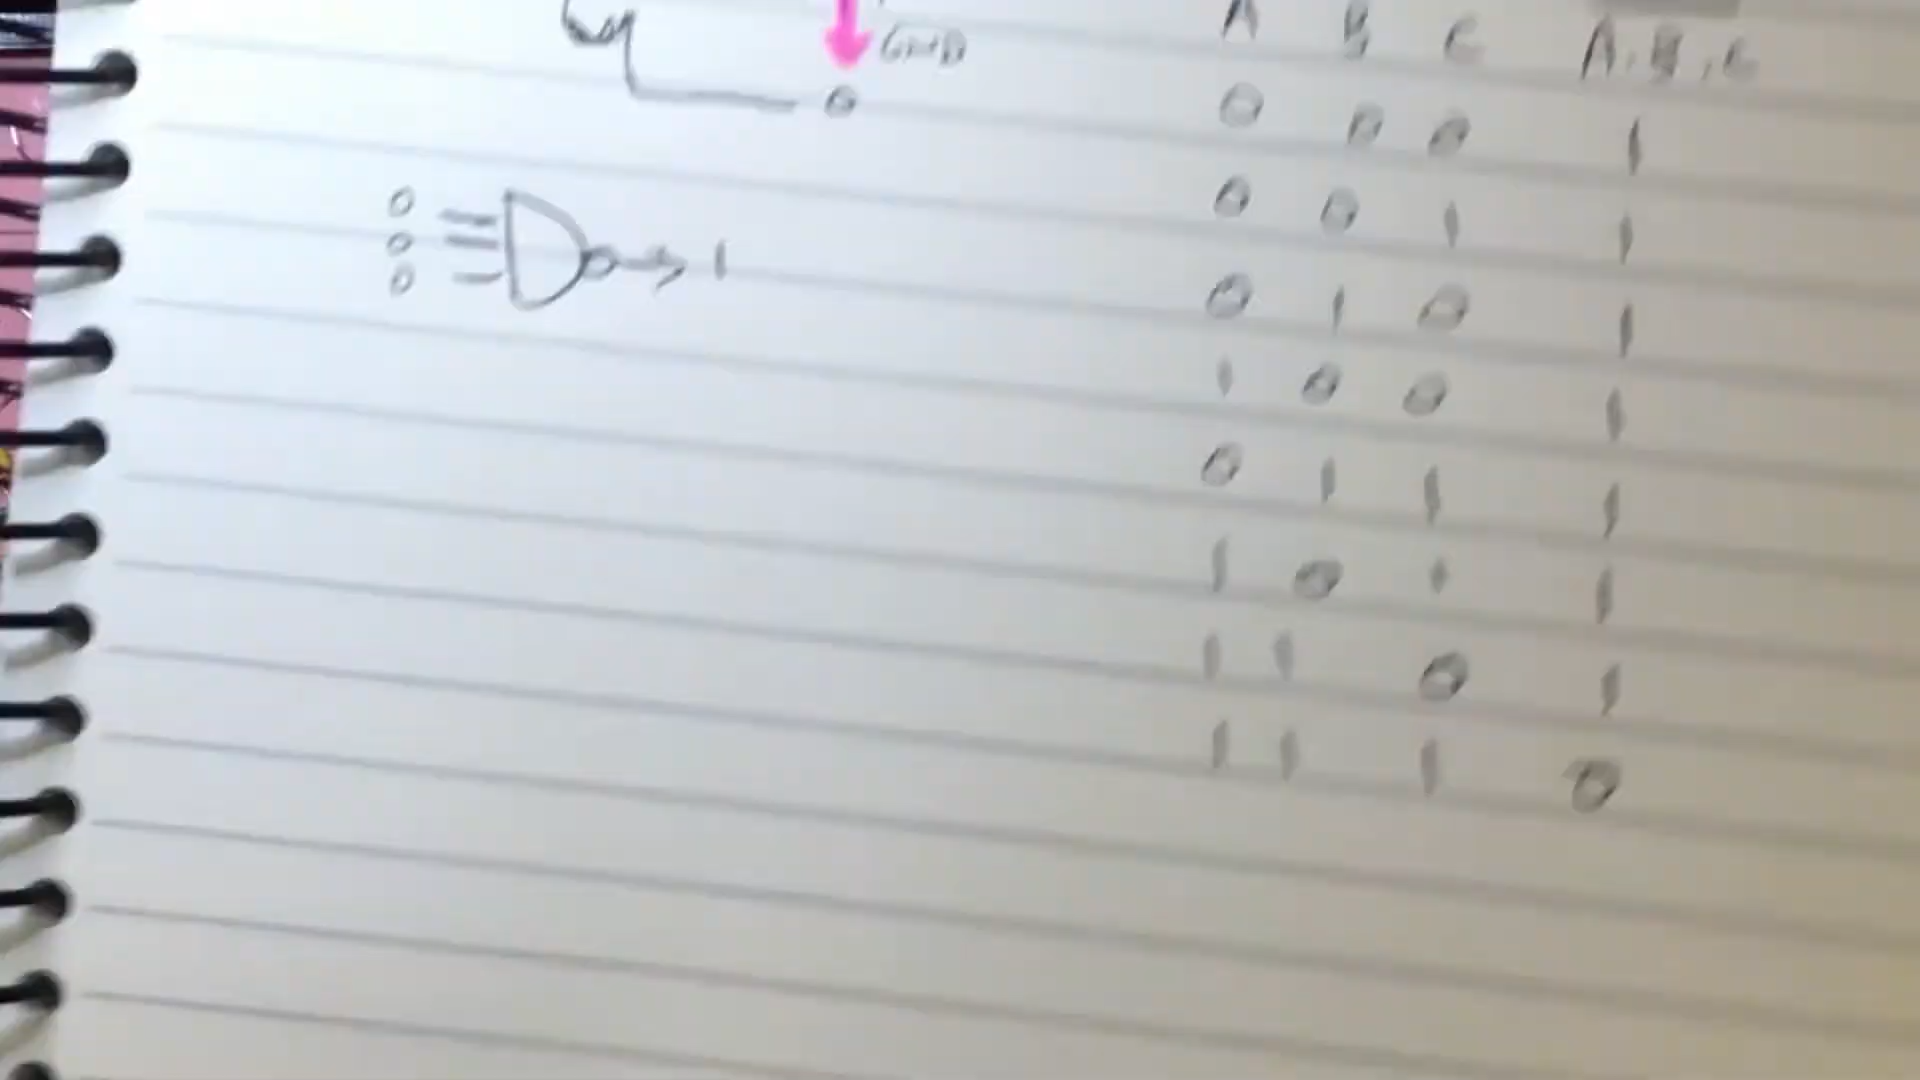 GND
0
A B C A.B.C
0 0 0 1
0 0 1 1
0 1 0 1
1 0 0 1
0 1 1 1
1 0 1 1
1 1 0 1
1 1 1 0
0
0
0
1